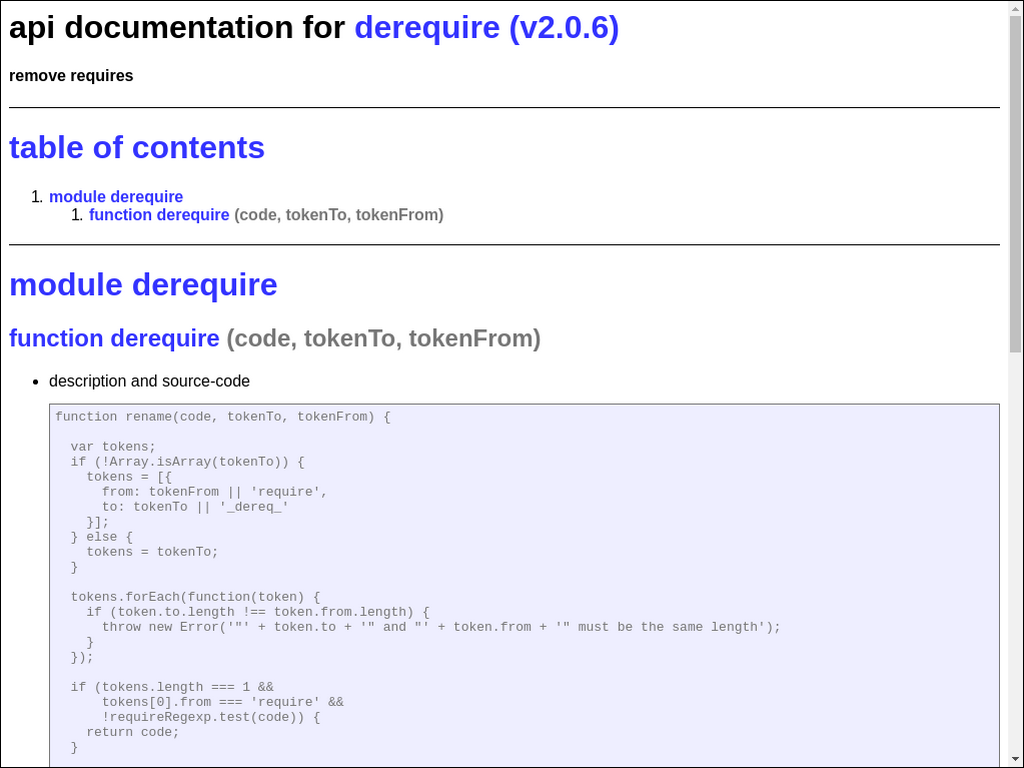 api documentation for derequire (v2.0.6)
remove requires
table of contents
1. module derequire
1. function derequire (code, tokenTo, tokenFrom)
module derequire
function derequire (code, tokenTo, tokenFrom)
• description and source-code
function rename(code, tokenTo, tokenFrom) {
  var tokens;
  if (!Array.isArray(tokenTo)) {
    tokens = [{
      from: tokenFrom || 'require',
      to: tokenTo || '_dereq_'
    }];
  } else {
    tokens = tokenTo;
  }
  tokens.forEach(function(token) {
    if (token.to.length !== token.from.length) {
      throw new Error('"' + token.to + '" and "' + token.from + '" must be the same length');
    }
  });
  if (tokens.length === 1 &&
      tokens[0].from === 'require' &&
      !requireRegexp.test(code)) {
    return code;
  }